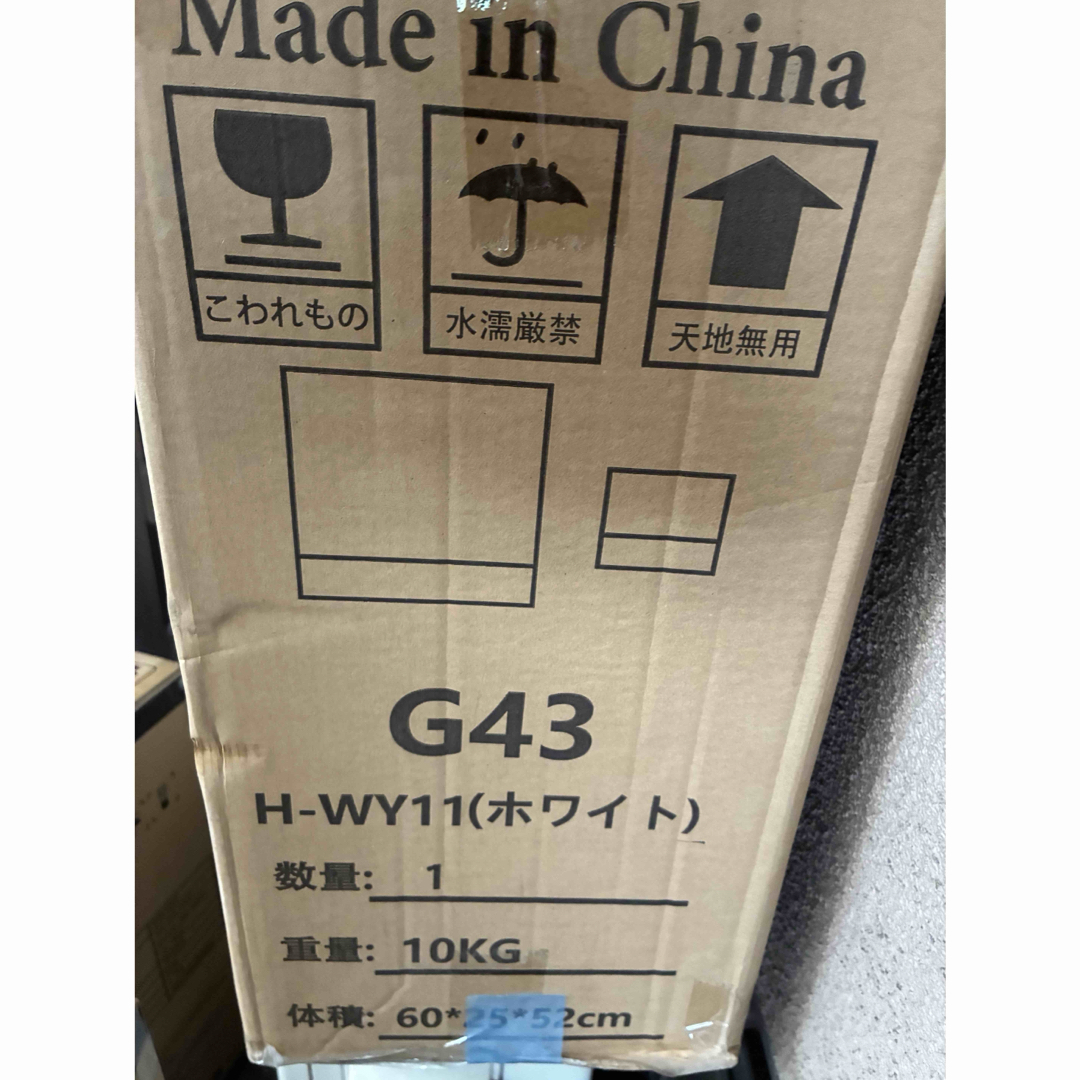 Made in China
こわれもの
水濡厳禁
天地無用
G43
H-WY11(ホワイト)
数量: 1
重量: 10KG
体積: 60*25*52cm